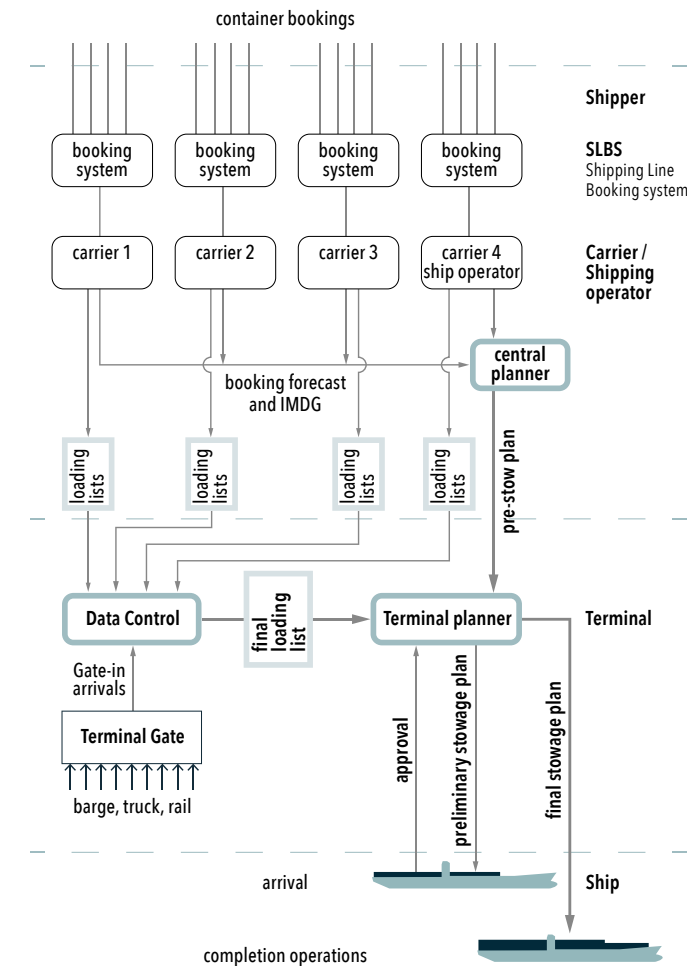 container bookings
Shipper
booking
system
booking
system
booking
system
booking
system
SLBS
Shipping Line
Booking system
carrier 1
carrier 2
carrier 3
carrier 4
ship operator
Carrier /
Shipping
operator
central
planner
booking forecast
and IMDG
loading
lists
loading
lists
loading
lists
loading
lists
pre-stow plan
Data Control
final
loading
list
Terminal planner
Terminal
Gate-in
arrivals
Terminal Gate
barge, truck, rail
approval
preliminary stowage plan
final stowage plan
arrival
Ship
completion operations